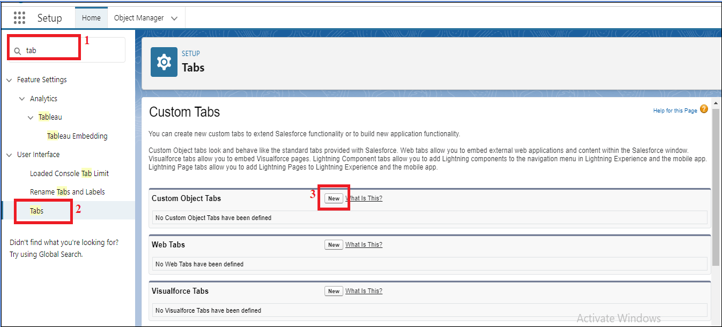 Setup
Home
Object Manager
tab
1
Feature Settings
Analytics
Tableau
Tableau Embedding
User Interface
Loaded Console Tab Limit
Rename Tabs and Labels
Tabs
2
Didn't find what you're looking for?
Try using Global Search.
SETUP
Tabs
Custom Tabs
Help for this Page
You can create new custom tabs to extend Salesforce functionality or to build new application functionality.
Custom Object tabs look and behave like the standard tabs provided with Salesforce. Web tabs allow you to embed external web applications and content within the Salesforce window.
Visualforce tabs allow you to embed Visualforce pages. Lightning Component tabs allow you to add Lightning components to the navigation menu in Lightning Experience and the mobile app.
Lightning Page tabs allow you to add Lightning Pages to Lightning Experience and the mobile app.
Custom Object Tabs
3
New
What Is This?
No Custom Object Tabs have been defined
Web Tabs
New
What Is This?
No Web Tabs have been defined
Visualforce Tabs
New
What Is This?
No Visualforce Tabs have been defined
Activate Windows